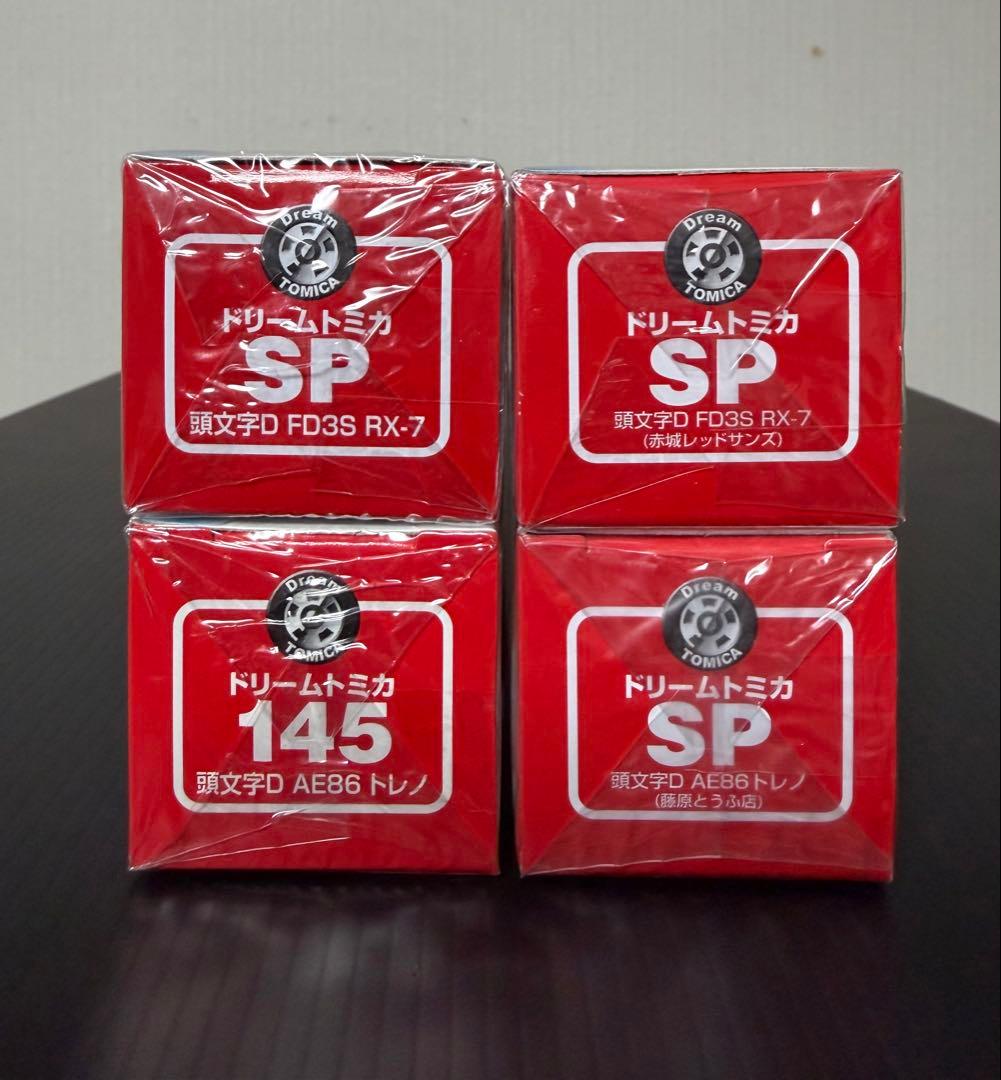 Dream
TOMICA
ドリームトミカ
SP
頭文字D FD3S RX-7
Dream
TOMICA
ドリームトミカ
SP
頭文字D FD3S RX-7
(赤城レッドサンズ)
Dream
TOMICA
ドリームトミカ
145
頭文字D AE86 トレノ
Dream
TOMICA
ドリームトミカ
SP
頭文字D AE86トレノ
(藤原とうふ店)